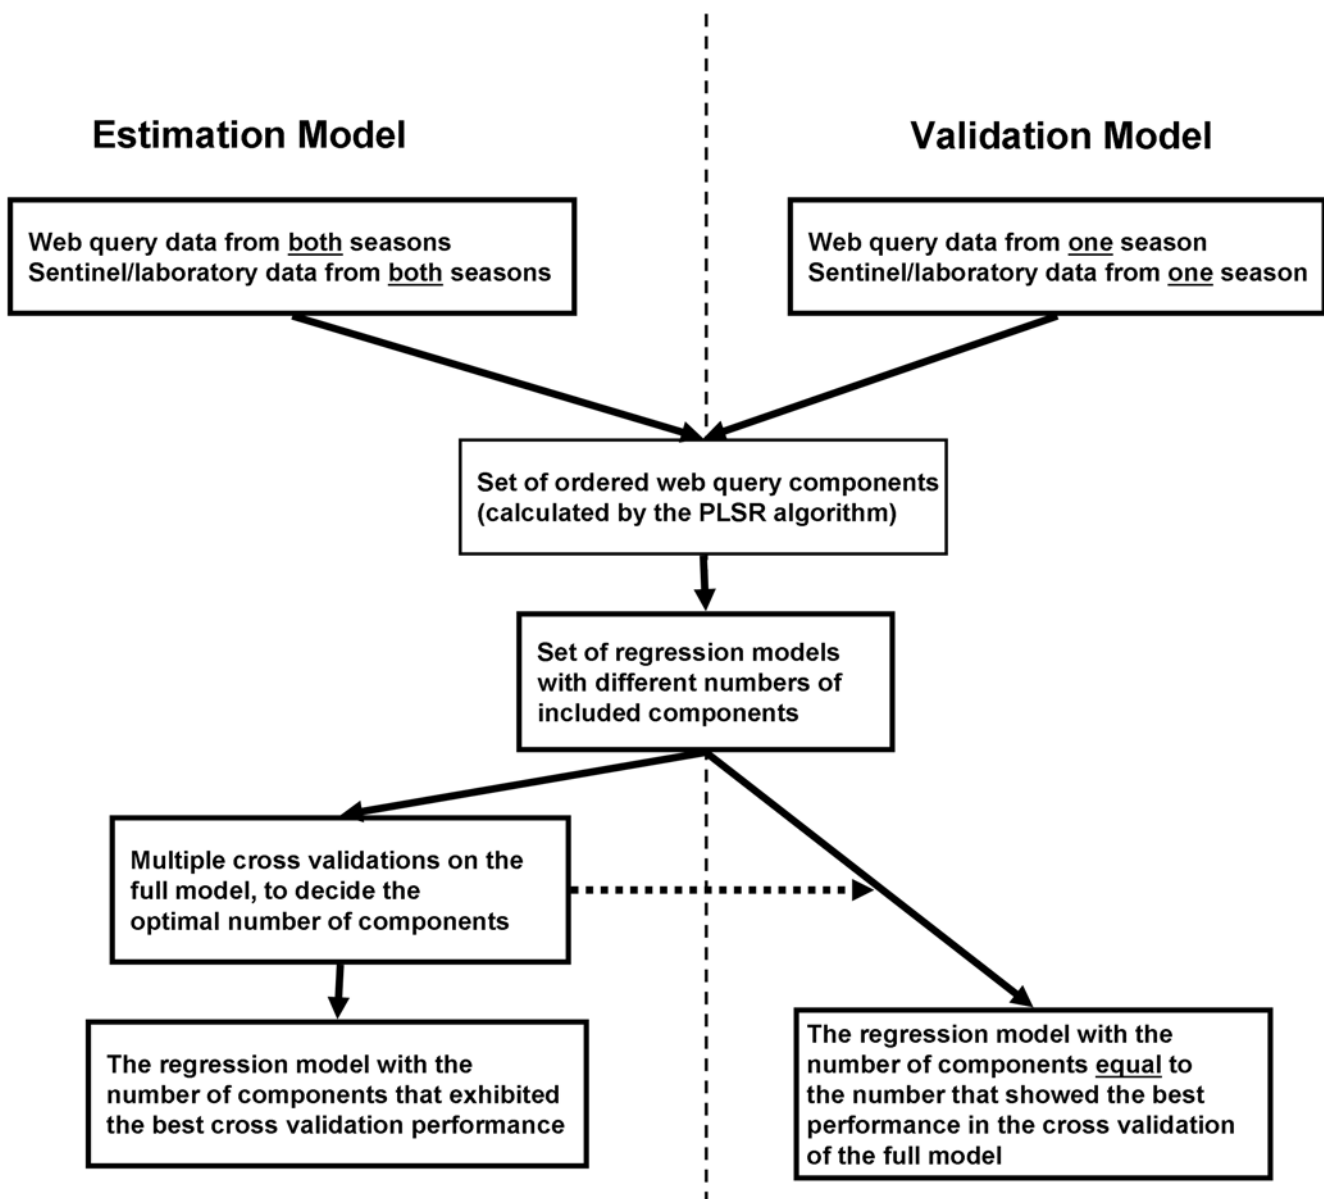 Estimation Model
Validation Model
Web query data from both seasons
Sentinel/laboratory data from both seasons
Web query data from one season
Sentinel/laboratory data from one season
Set of ordered web query components
(calculated by the PLSR algorithm)
Set of regression models
with different numbers of
included components
Multiple cross validations on the
full model, to decide the
optimal number of components
The regression model with the
number of components that exhibited
the best cross validation performance
The regression model with the
number of components equal to
the number that showed the best
performance in the cross validation
of the full model